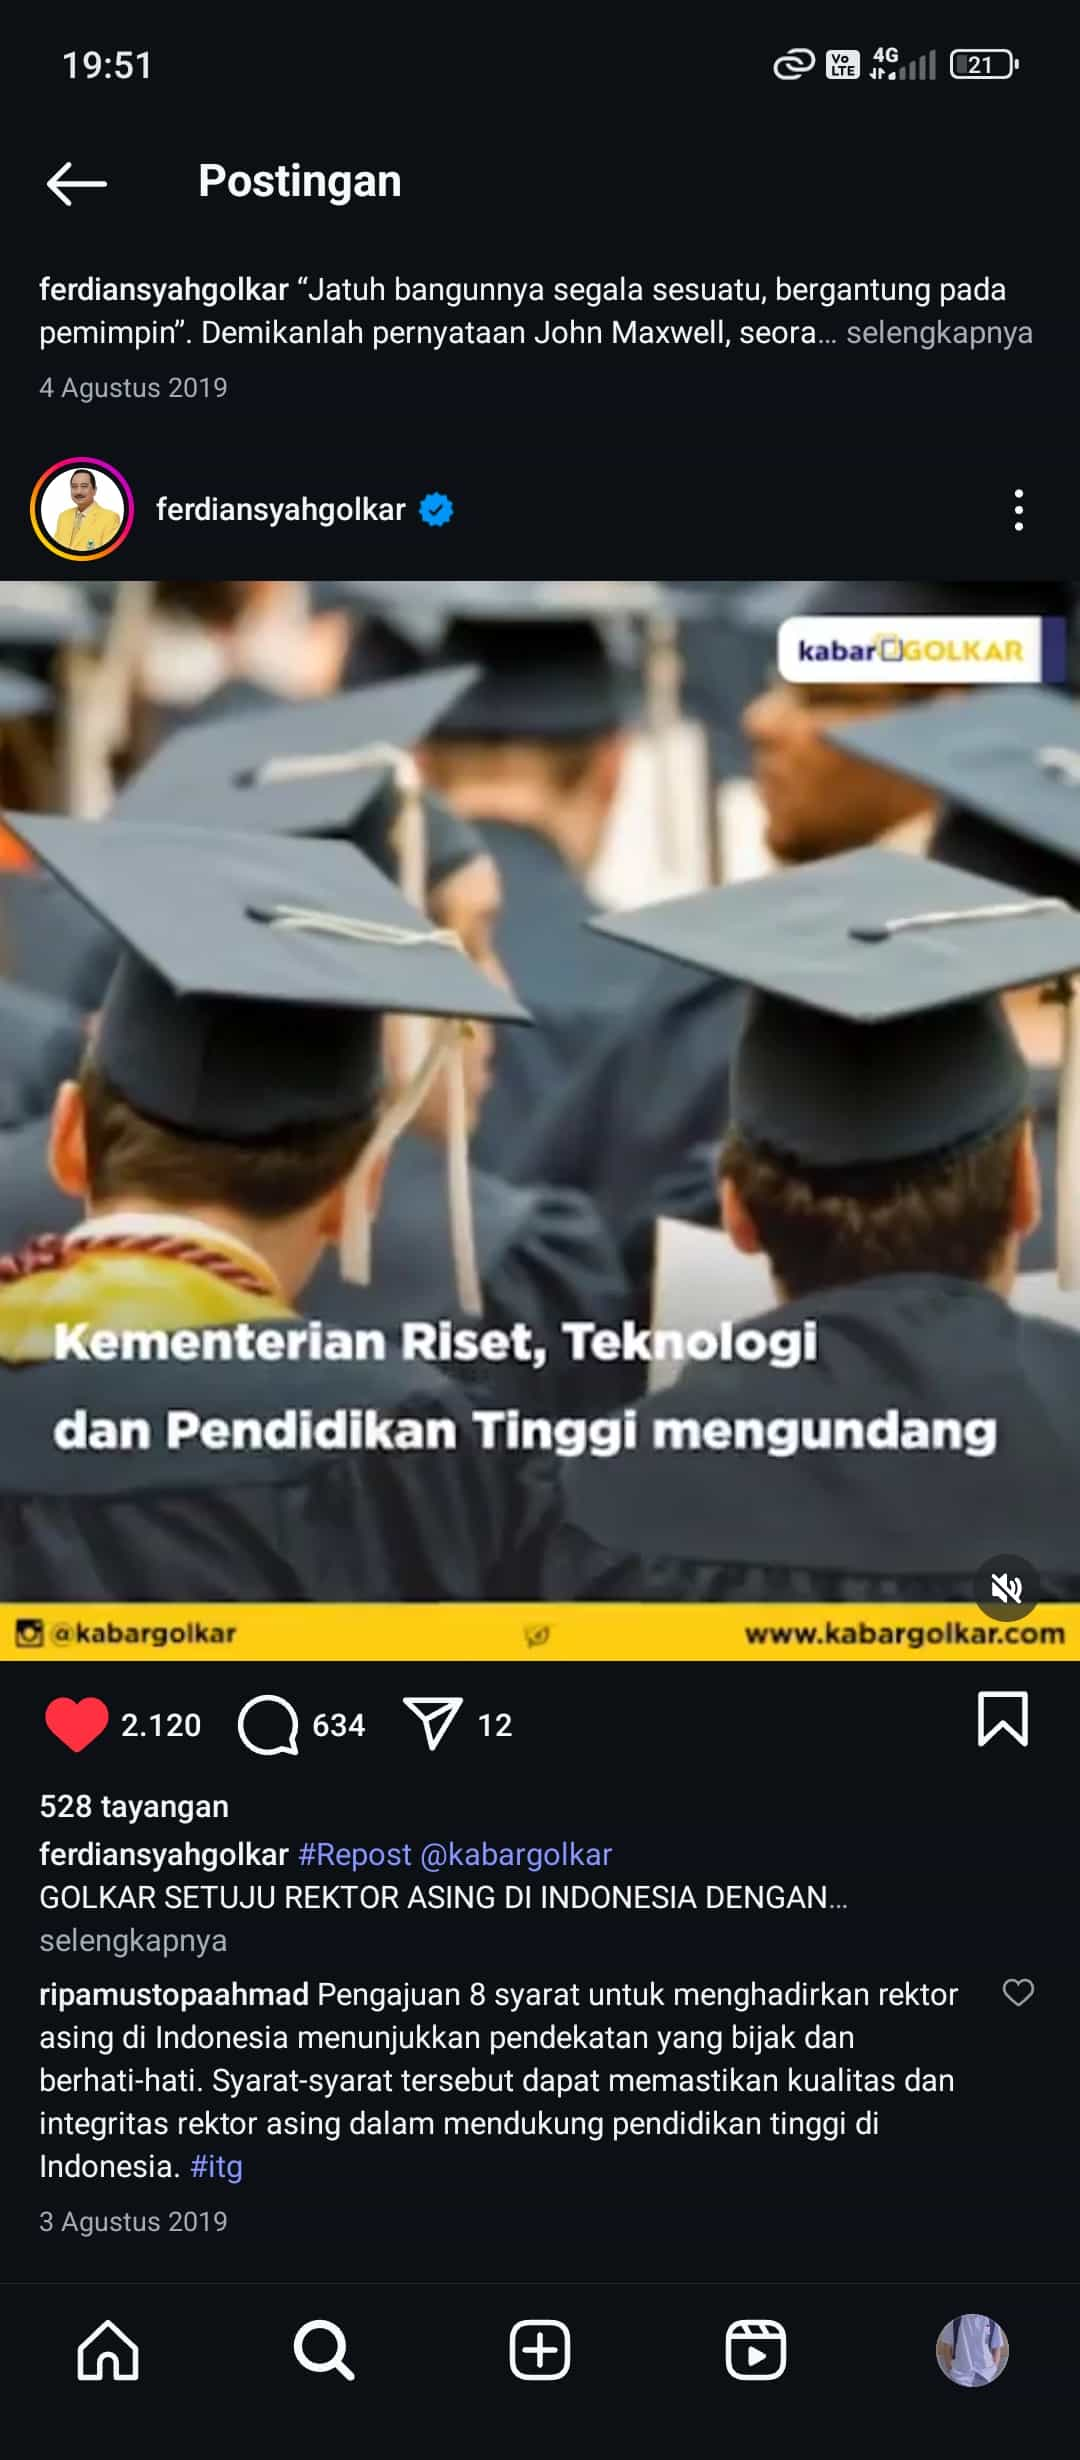 19:51
Vo LTE 4G 21
Postingan
ferdiansyahgolkar “Jatuh bangunnya segala sesuatu, bergantung pada
pemimpin”. Demikanlah pernyataan John Maxwell, seora... selengkapnya
4 Agustus 2019
ferdiansyahgolkar
kabarGOLKAR
Kementerian Riset, Teknologi
dan Pendidikan Tinggi mengundang
@kabargolkar
www.kabargolkar.com
2.120 634 12
528 tayangan
ferdiansyahgolkar #Repost @kabargolkar
GOLKAR SETUJU REKTOR ASING DI INDONESIA DENGAN...
selengkapnya
ripamustopaahmad Pengajuan 8 syarat untuk menghadirkan rektor
asing di Indonesia menunjukkan pendekatan yang bijak dan
berhati-hati. Syarat-syarat tersebut dapat memastikan kualitas dan
integritas rektor asing dalam mendukung pendidikan tinggi di
Indonesia. #itg
3 Agustus 2019